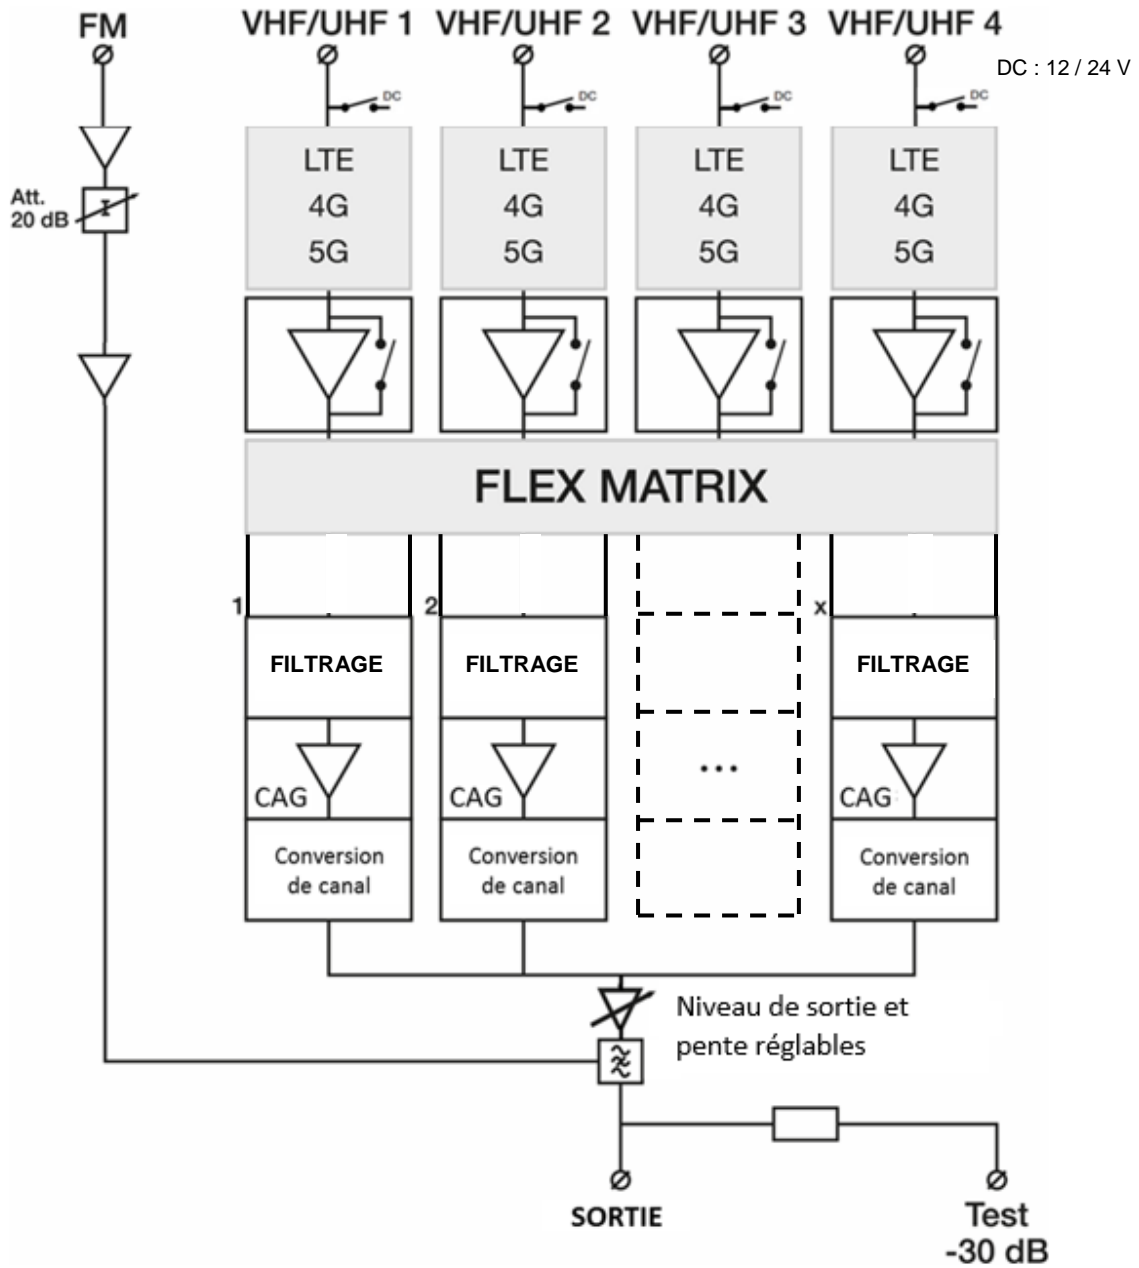 FM
VHF/UHF 1
VHF/UHF 2
VHF/UHF 3
VHF/UHF 4
DC : 12 / 24 V
DC
DC
DC
DC
LTE
4G
5G
LTE
4G
5G
LTE
4G
5G
LTE
4G
5G
Att.
20 dB
FLEX MATRIX
1
2
x
FILTRAGE
FILTRAGE
FILTRAGE
...
CAG
CAG
CAG
Conversion
de canal
Conversion
de canal
Conversion
de canal
Niveau de sortie et
pente réglables
SORTIE
Test
-30 dB